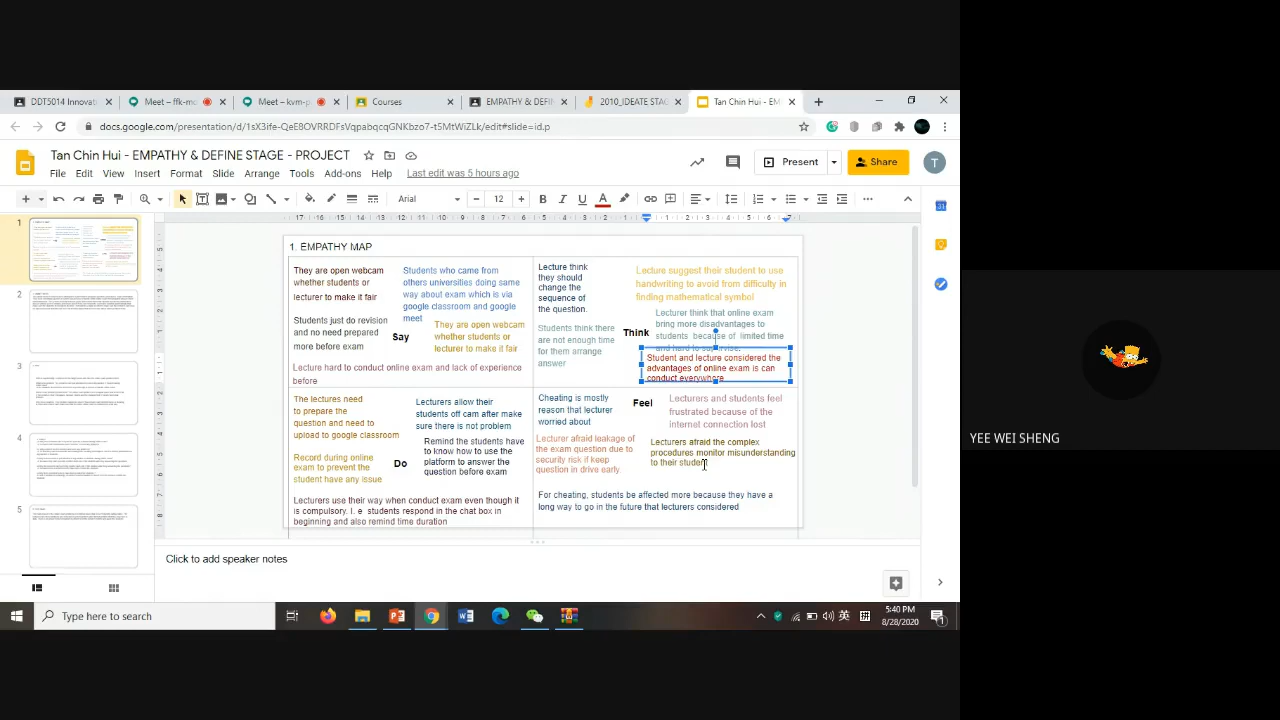 DDT5014 Innovat
Meet – ffk-mc
Meet – kvm-p
Courses
EMPATHY & DEFIN
2010_IDEATE STAG
Tan Chin Hui - EM
Tan Chin Hui - EMPATHY & DEFINE STAGE - PROJECT
Present
Share
T
File Edit View Insert Format Slide Arrange Tools Add-ons Help Last edit was 5 hours ago
Arial
12
EMPATHY MAP
They are open webcam
whether students or
lecturer to make it fair
Students who came from
others universities doing same
way about exam which is via
google classroom and google
meet
Students just do revision
and no need prepared
more before exam
Say
They are open webcam
whether students or
lecturer to make it fair
Lecture hard to conduct online exam and lack of experience
before
Lecture think
they should
change the
sequence of
the question.
Lecture suggest their student to use
handwriting to avoid from difficulty in
finding mathematical symbol
Students think there
are not enough time
for them arrange
answer
Think
Lecturer think that online exam
bring more disadvantages to
students because of limited time
and hard to supervise.
Student and lecture considered the
advantages of online exam is can
conduct everywhere
The lectures need
to prepare the
question and need to
upload to google classroom
Lecturers allow their
students off cam after make
sure there is not problem
Record during online
exam to prevent the
student have any issue
Do
Remind the students have
to know how to use the
platform to answer the
question before exam
Lecturers use their way when conduct exam even though it
is compulsory. I. e students respond in the chatbox in
beginning and also remind time duration
Cheating is mostly
reason that lecturer
worried about
Feel
Lecturers and students feel
frustrated because of the
internet connection lost
Lecturer afraid leakage of
the exam question due to
security risk if keep
question in drive early.
Lecturers afraid the complex
procedures monitor misunderstanding
to their student
For cheating, students be affected more because they have a
long way to go in the future that lecturers considered
Click to add speaker notes
1
2
3
4
5
Type here to search
英
5:40 PM
8/28/2020
YEE WEI SHENG